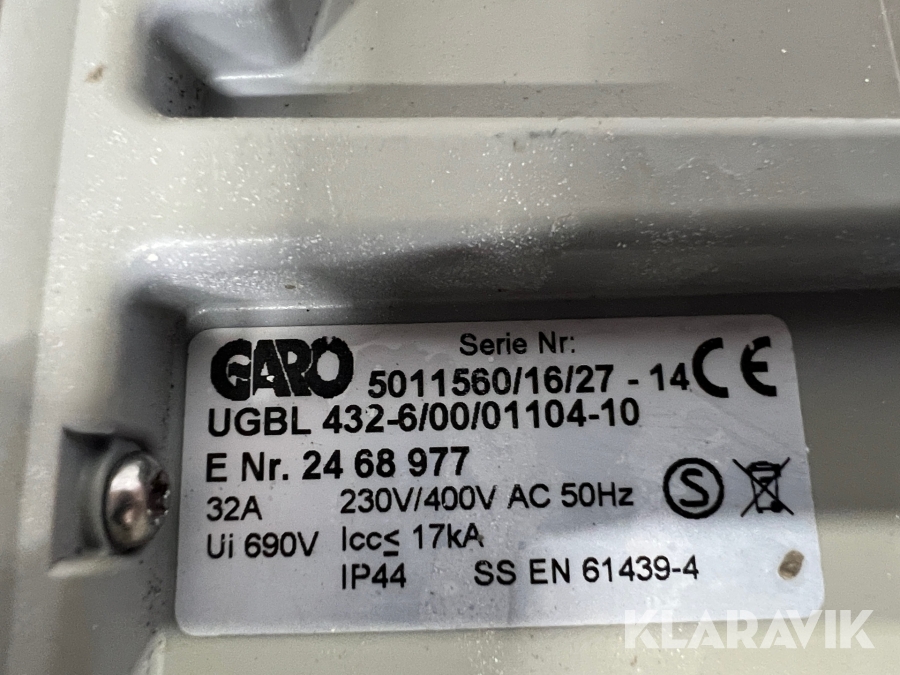 GARO
Serie Nr:
5011560/16/27 - 14 CE
UGBL 432-6/00/01104-10
E Nr. 24 68 977
32A 230V/400V AC 50Hz S
Ui 690V Icc≤ 17kA
IP44 SS EN 61439-4
KLARAVIK